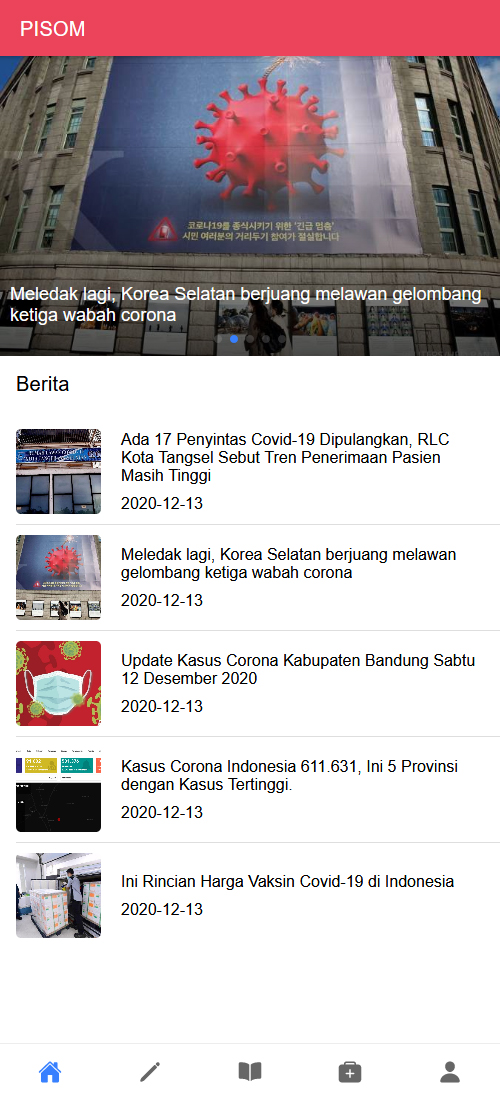 PISOM
코로나19를 종식시키기 위한 '긴급 멈춤'
시민 여러분의 거리두기 참여가 절실합니다
Meledak lagi, Korea Selatan berjuang melawan gelombang
ketiga wabah corona
Berita
Ada 17 Penyintas Covid-19 Dipulangkan, RLC
Kota Tangsel Sebut Tren Penerimaan Pasien
Masih Tinggi
2020-12-13
Meledak lagi, Korea Selatan berjuang melawan
gelombang ketiga wabah corona
2020-12-13
Update Kasus Corona Kabupaten Bandung Sabtu
12 Desember 2020
2020-12-13
Kasus Corona Indonesia 611.631, Ini 5 Provinsi
dengan Kasus Tertinggi.
2020-12-13
Ini Rincian Harga Vaksin Covid-19 di Indonesia
2020-12-13